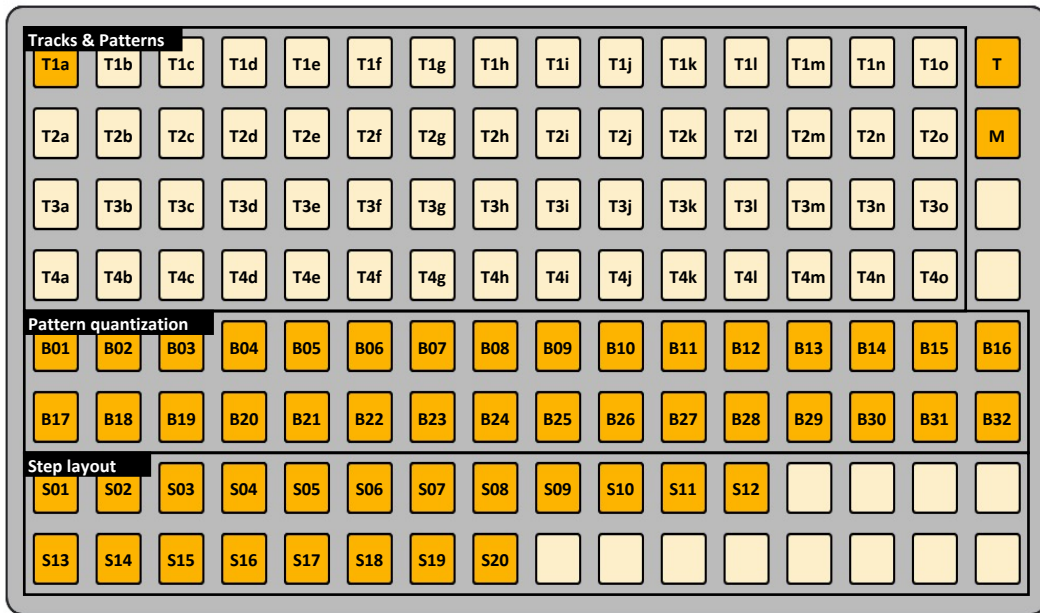 Tracks & Patterns
T1a T1b T1c T1d T1e T1f T1g T1h T1i T1j T1k T1l T1m T1n T1o T
T2a T2b T2c T2d T2e T2f T2g T2h T2i T2j T2k T2l T2m T2n T2o M
T3a T3b T3c T3d T3e T3f T3g T3h T3i T3j T3k T3l T3m T3n T3o
T4a T4b T4c T4d T4e T4f T4g T4h T4i T4j T4k T4l T4m T4n T4o
Pattern quantization
B01 B02 B03 B04 B05 B06 B07 B08 B09 B10 B11 B12 B13 B14 B15 B16
B17 B18 B19 B20 B21 B22 B23 B24 B25 B26 B27 B28 B29 B30 B31 B32
Step layout
S01 S02 S03 S04 S05 S06 S07 S08 S09 S10 S11 S12
S13 S14 S15 S16 S17 S18 S19 S20